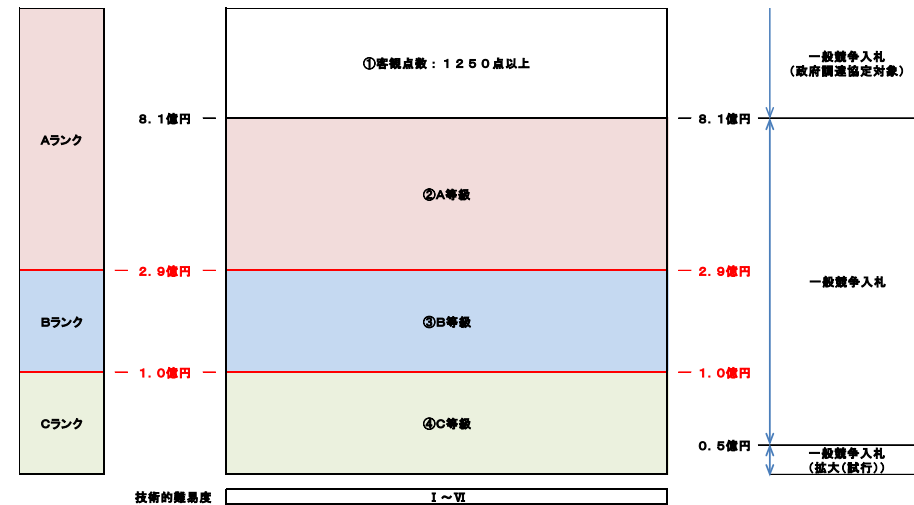 ①客観点数：１２５０点以上
一般競争入札
（政府調達協定対象）
８．１億円
８．１億円
Aランク
②A等級
２．９億円
２．９億円
一般競争入札
Bランク
③B等級
１．０億円
１．０億円
Cランク
④C等級
０．５億円
一般競争入札
（拡大（試行））
技術的難易度
Ⅰ～Ⅵ